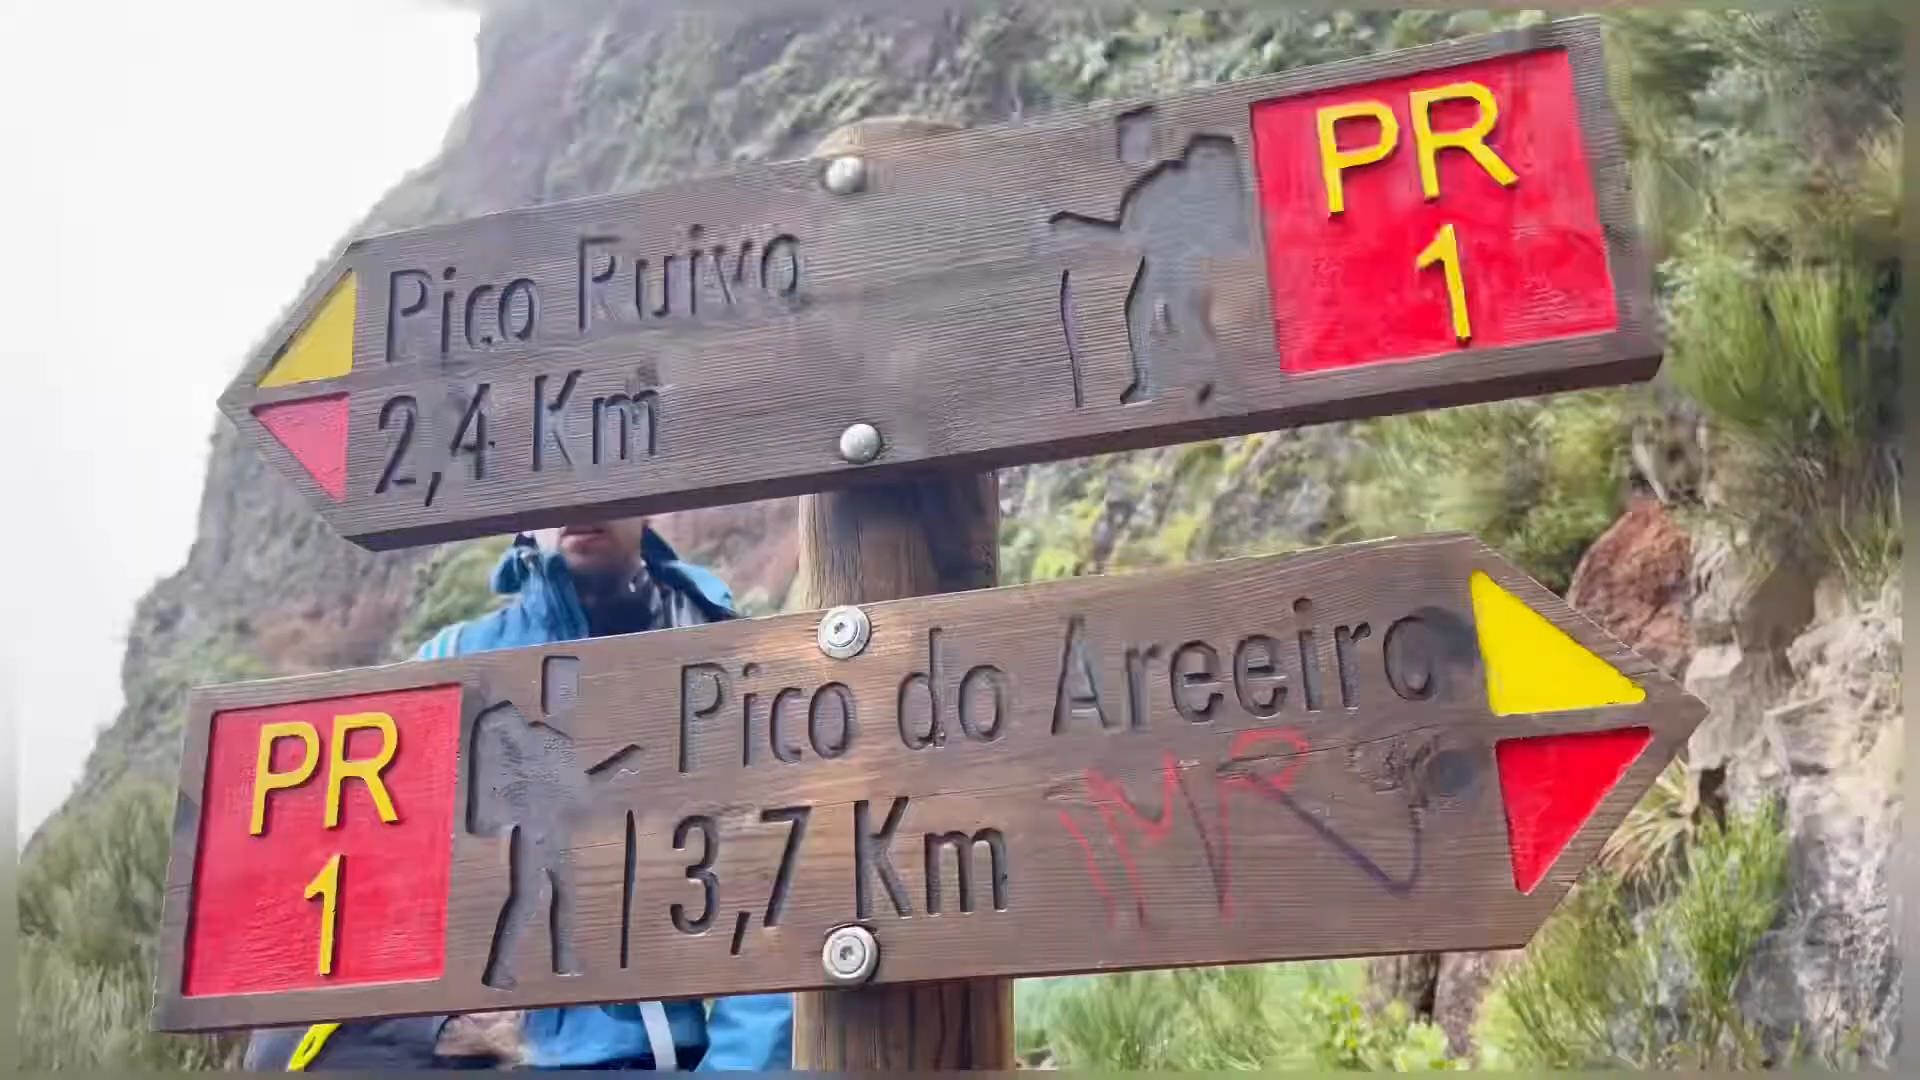 Pico Ruivo
2,4 Km
PR
1
PR
1
Pico do Areeiro
3,7 Km